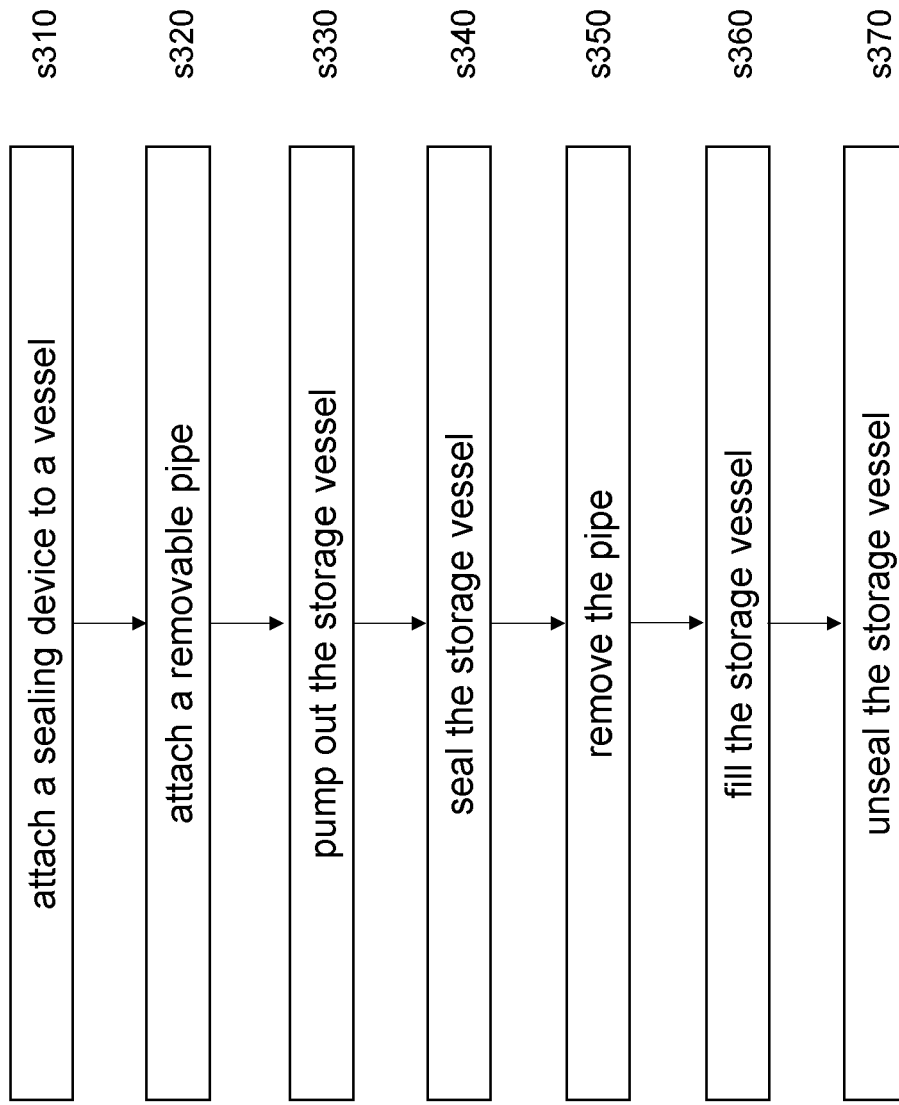 attach a sealing device to a vessel
s310
attach a removable pipe
s320
pump out the storage vessel
s330
seal the storage vessel
s340
remove the pipe
s350
fill the storage vessel
s360
unseal the storage vessel
s370